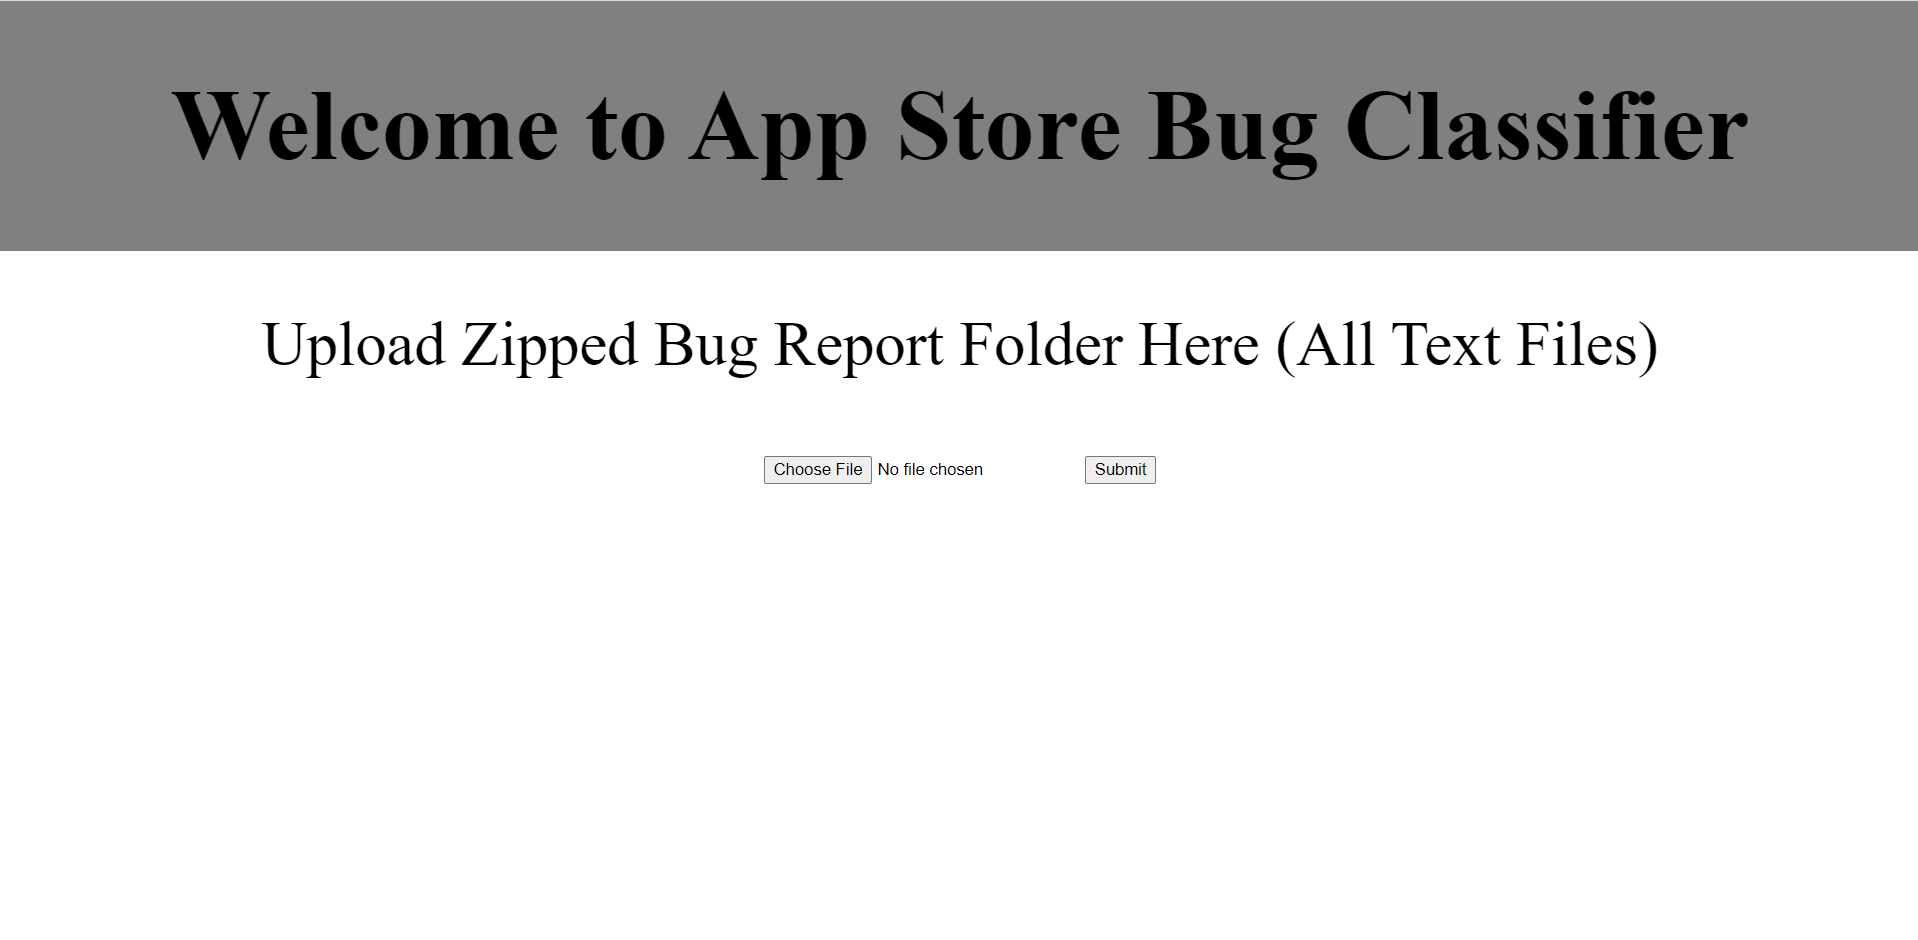 Welcome to App Store Bug Classifier
Upload Zipped Bug Report Folder Here (All Text Files)
Choose File No file chosen Submit